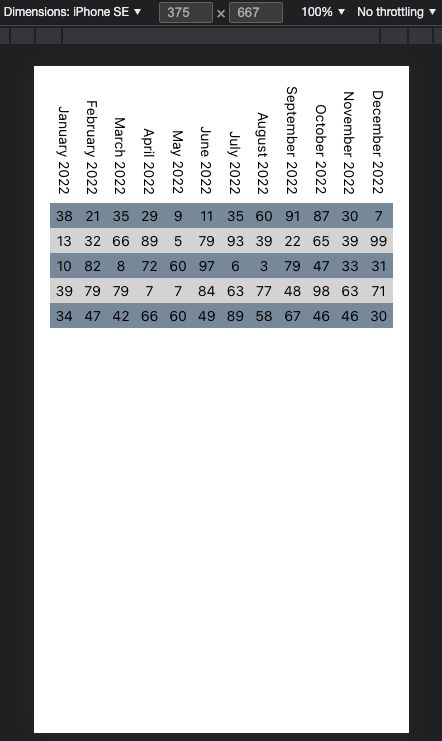 Dimensions: iPhone SE ▼ 375 × 667 100% ▼ No throttling ▼
January 2022 February 2022 March 2022 April 2022 May 2022 June 2022 July 2022 August 2022 September 2022 October 2022 November 2022 December 2022
38 21 35 29 9 11 35 60 91 87 30 7
13 32 66 89 5 79 93 39 22 65 39 99
10 82 8 72 60 97 6 3 79 47 33 31
39 79 79 7 7 84 63 77 48 98 63 71
34 47 42 66 60 49 89 58 67 46 46 30